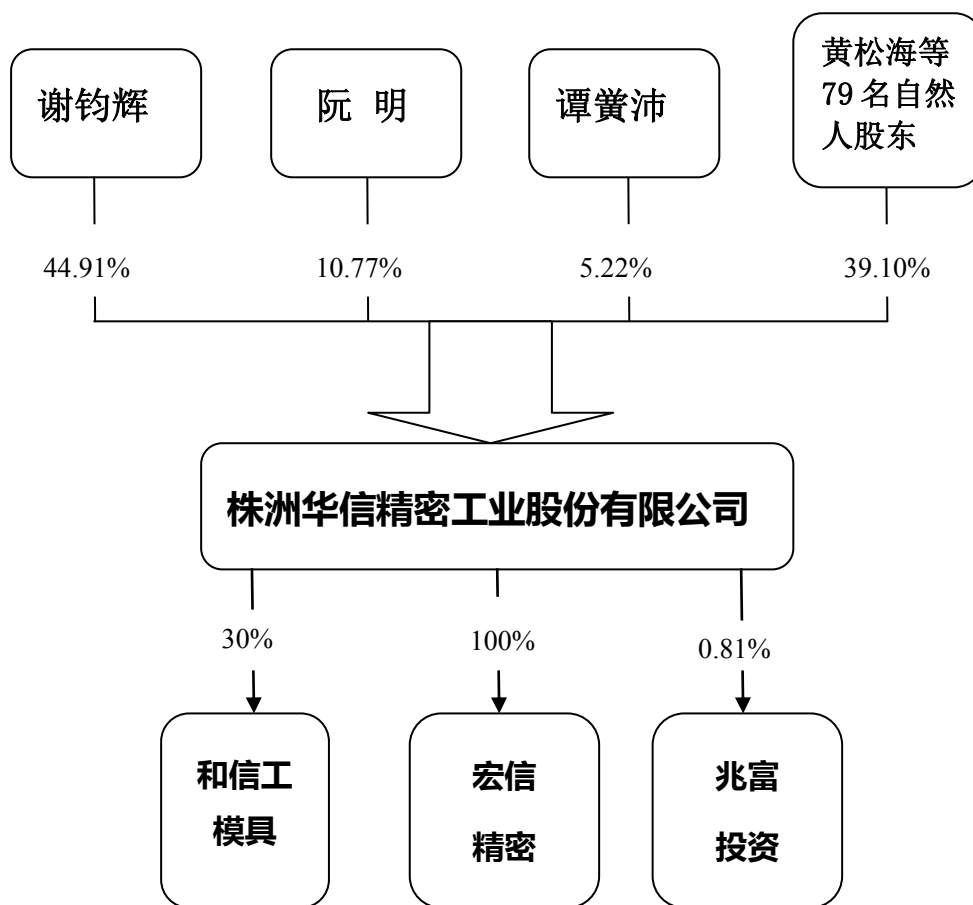 谢钧辉
阮 明
谭黉沛
黄松海等
79 名自然
人股东
44.91%
10.77%
5.22%
39.10%
株洲华信精密工业股份有限公司
30%
100%
0.81%
和信工
模具
宏信
精密
兆富
投资